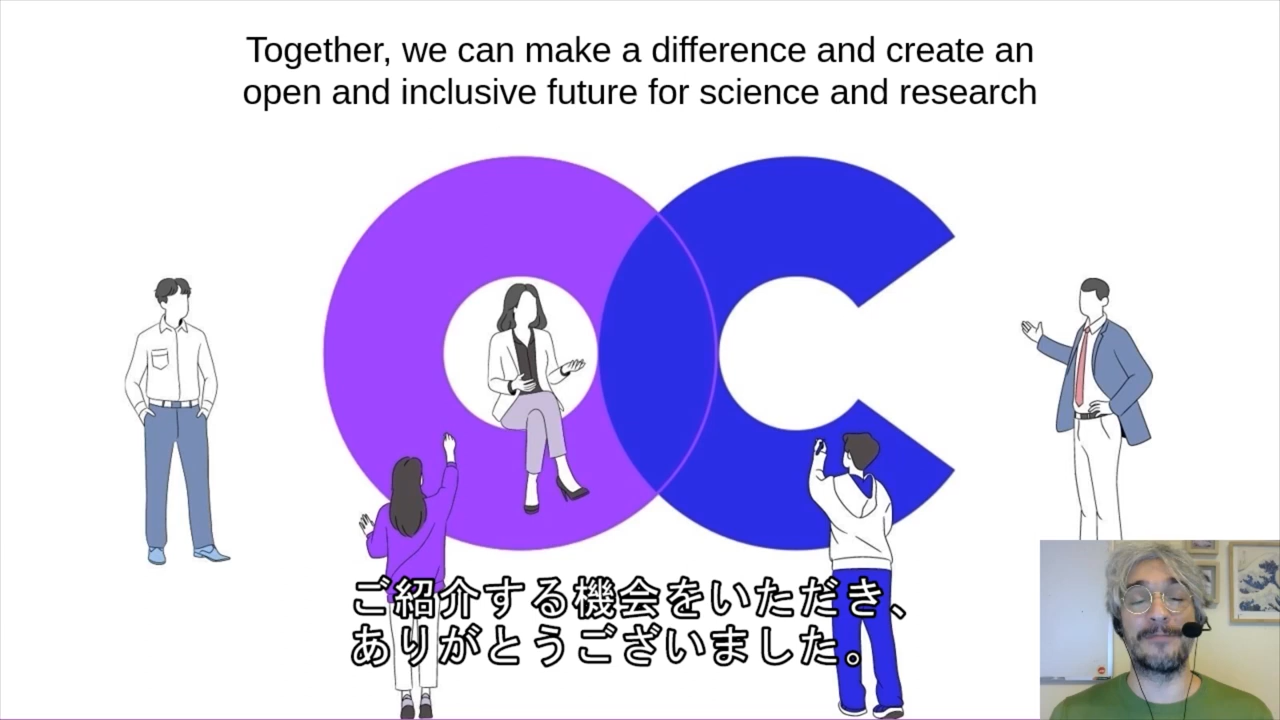 Together, we can make a difference and create an
open and inclusive future for science and research
OC
ご紹介する機会をいただき、
ありがとうございました。